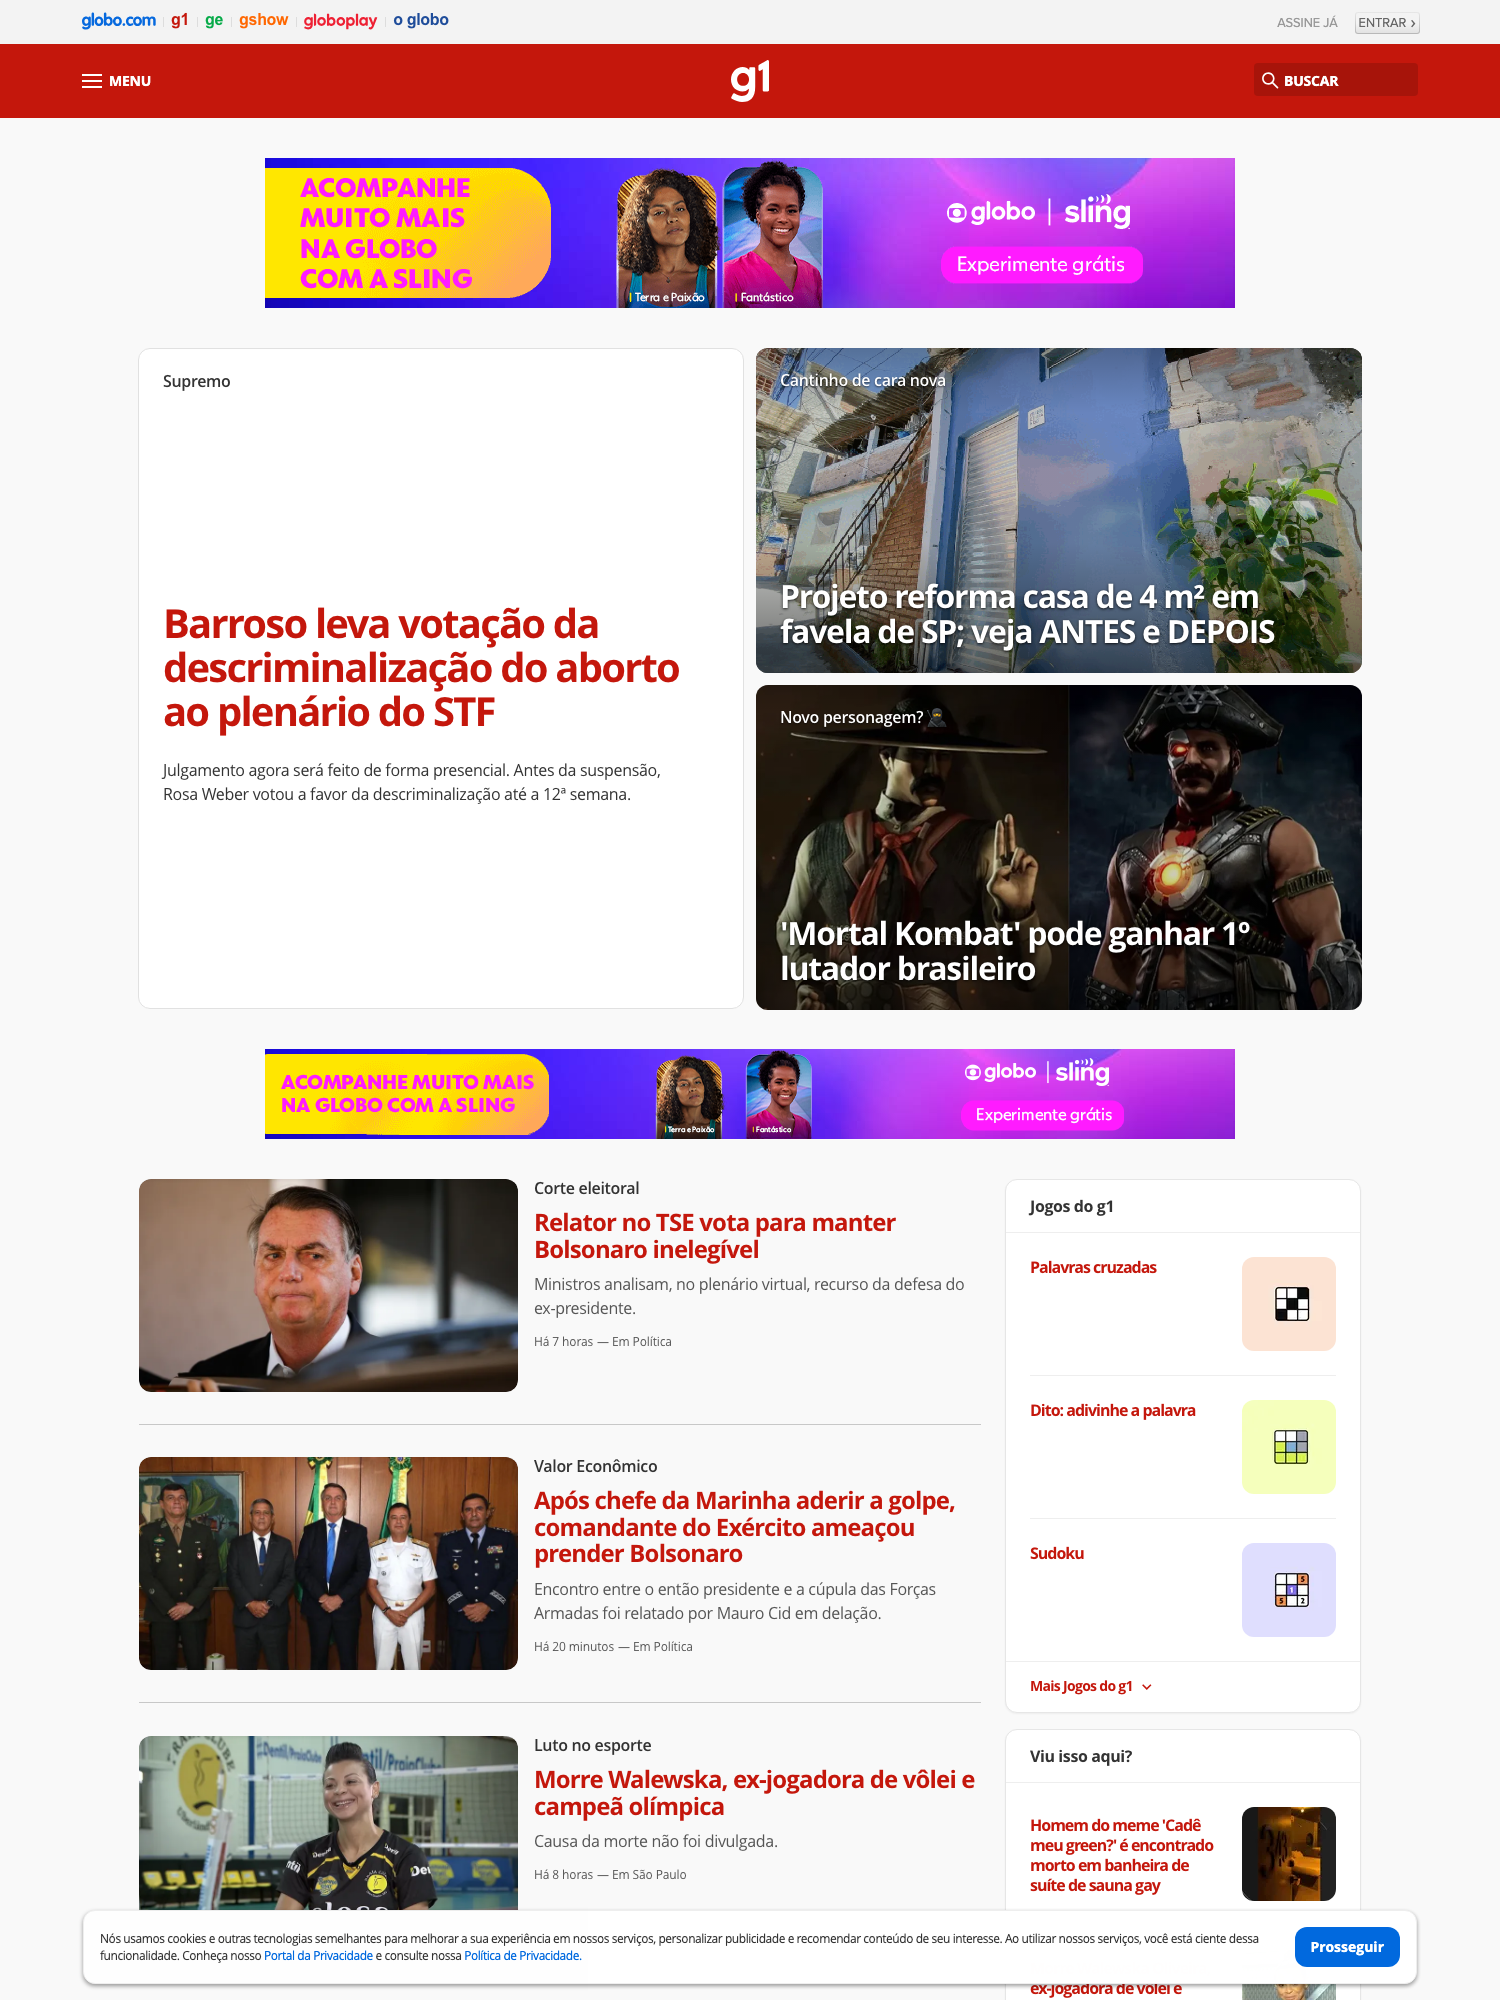 globo.com g1 ge gshow globoplay o globo
ASSINE JÁ ENTRAR ›
MENU
g1
BUSCAR
ACOMPANHE
MUITO MAIS
NA GLOBO
COM A SLING
Terra e Paixão
Fantástico
globo | sling
Experimente grátis
Supremo
Barroso leva votação da
descriminalização do aborto
ao plenário do STF
Julgamento agora será feito de forma presencial. Antes da suspensão,
Rosa Weber votou a favor da descriminalização até a 12ª semana.
Cantinho de cara nova
Projeto reforma casa de 4 m² em
favela de SP; veja ANTES e DEPOIS
Novo personagem?
'Mortal Kombat' pode ganhar 1º
lutador brasileiro
ACOMPANHE MUITO MAIS
NA GLOBO COM A SLING
Terra e Paixão
Fantástico
globo | sling
Experimente grátis
Corte eleitoral
Relator no TSE vota para manter
Bolsonaro inelegível
Ministros analisam, no plenário virtual, recurso da defesa do
ex-presidente.
Há 7 horas — Em Política
Valor Econômico
Após chefe da Marinha aderir a golpe,
comandante do Exército ameaçou
prender Bolsonaro
Encontro entre o então presidente e a cúpula das Forças
Armadas foi relatado por Mauro Cid em delação.
Há 20 minutos — Em Política
Luto no esporte
Morre Walewska, ex-jogadora de vôlei e
campeã olímpica
Causa da morte não foi divulgada.
Há 8 horas — Em São Paulo
Jogos do g1
Palavras cruzadas
Dito: adivinhe a palavra
Sudoku
5
1
5 2
Mais Jogos do g1
Viu isso aqui?
Homem do meme 'Cadê
meu green?' é encontrado
morto em banheira de
suíte de sauna gay
ex-jogadora de vôlei e
Nós usamos cookies e outras tecnologias semelhantes para melhorar a sua experiência em nossos serviços, personalizar publicidade e recomendar conteúdo de seu interesse. Ao utilizar nossos serviços, você está ciente dessa
funcionalidade. Conheça nosso Portal da Privacidade e consulte nossa Política de Privacidade.
Prosseguir